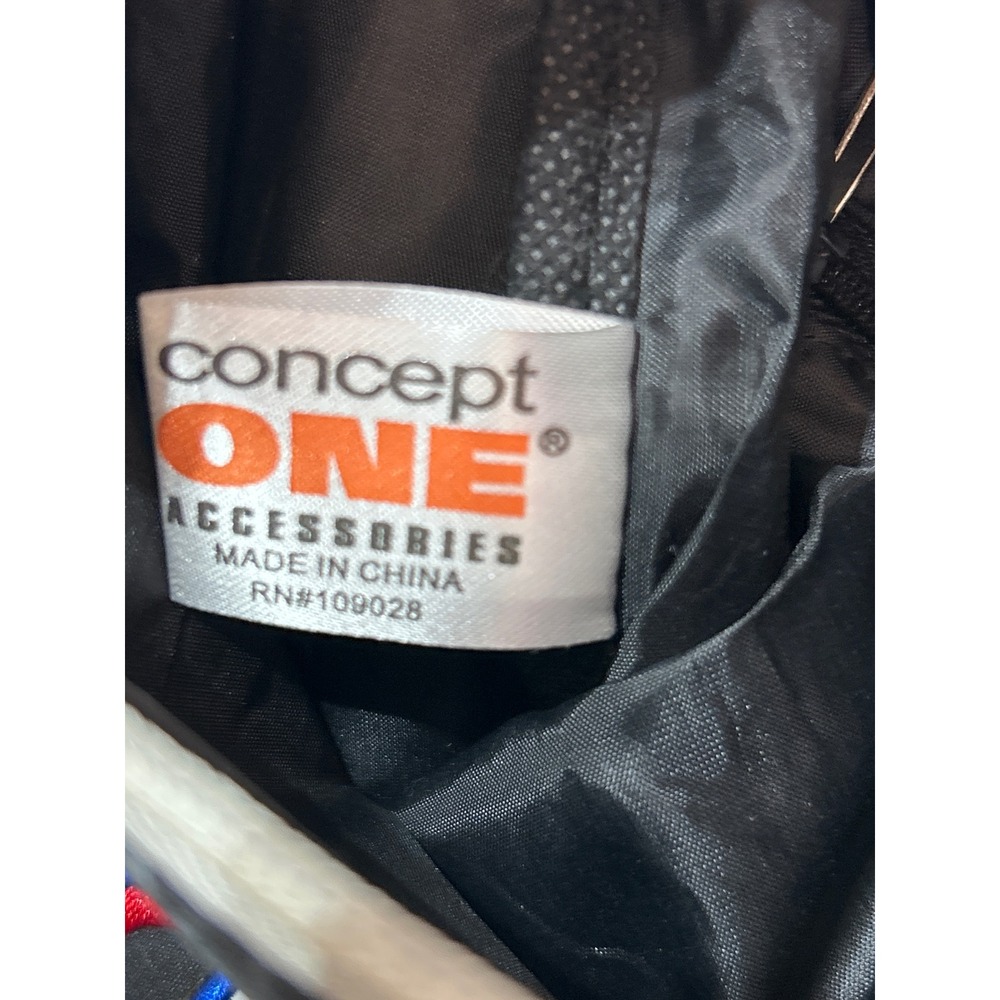 concept
ONE®
ACCESSORIES
MADE IN CHINA
RN#109028